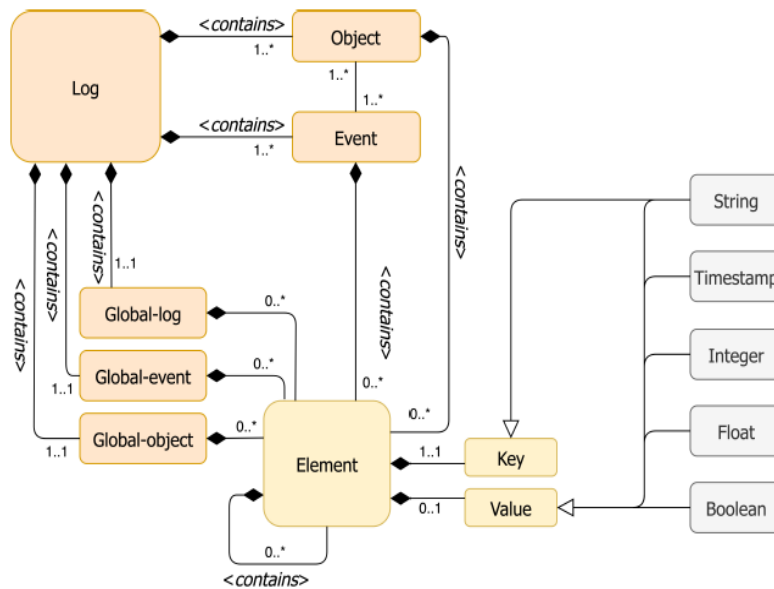 <contains>
Object
1..*
Log
1..*
1..*
<contains>
Event
1..*
<contains>
<contains>
<contains>
<contains>
<contains>
String
1..1
Global-log
0..*
Timestamp
Global-event
0..*
1..1
0..*
Integer
Global-object
0..*
0..*
1..1
Element
1..1
Key
Float
Value
0..1
Boolean
0..*
<contains>